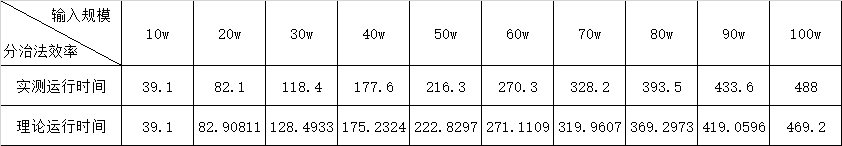 输入规模
分治法效率
10w 20w 30w 40w 50w 60w 70w 80w 90w 100w
实测运行时间 39.1 82.1 118.4 177.6 216.3 270.3 328.2 393.5 433.6 488
理论运行时间 39.1 82.90811 128.4933 175.2324 222.8297 271.1109 319.9607 369.2973 419.0596 469.2